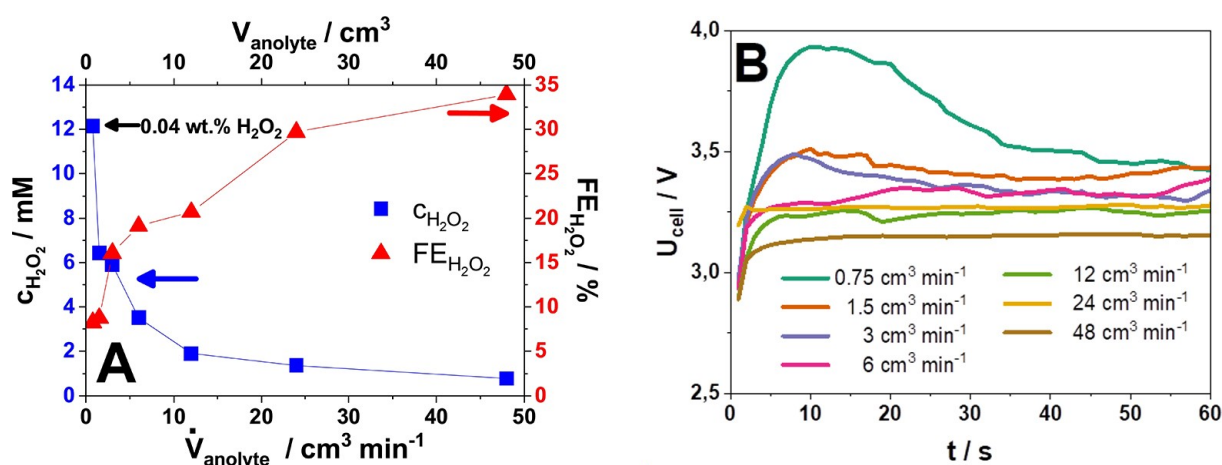 V_anolyte / cm³
0 10 20 30 40 50
14
12
10
8
6
4
2
0
c_H₂O₂ / mM
35
30
25
20
15
10
5
0
FE_H₂O₂ / %
0.04 wt.% H₂O₂
c_H₂O₂
FE_H₂O₂
A
0 10 20 30 40 50
V̇_anolyte / cm³ min⁻¹
B
4,0
3,5
3,0
2,5
U_cell / V
0.75 cm³ min⁻¹
1.5 cm³ min⁻¹
3 cm³ min⁻¹
6 cm³ min⁻¹
12 cm³ min⁻¹
24 cm³ min⁻¹
48 cm³ min⁻¹
0 10 20 30 40 50 60
t / s